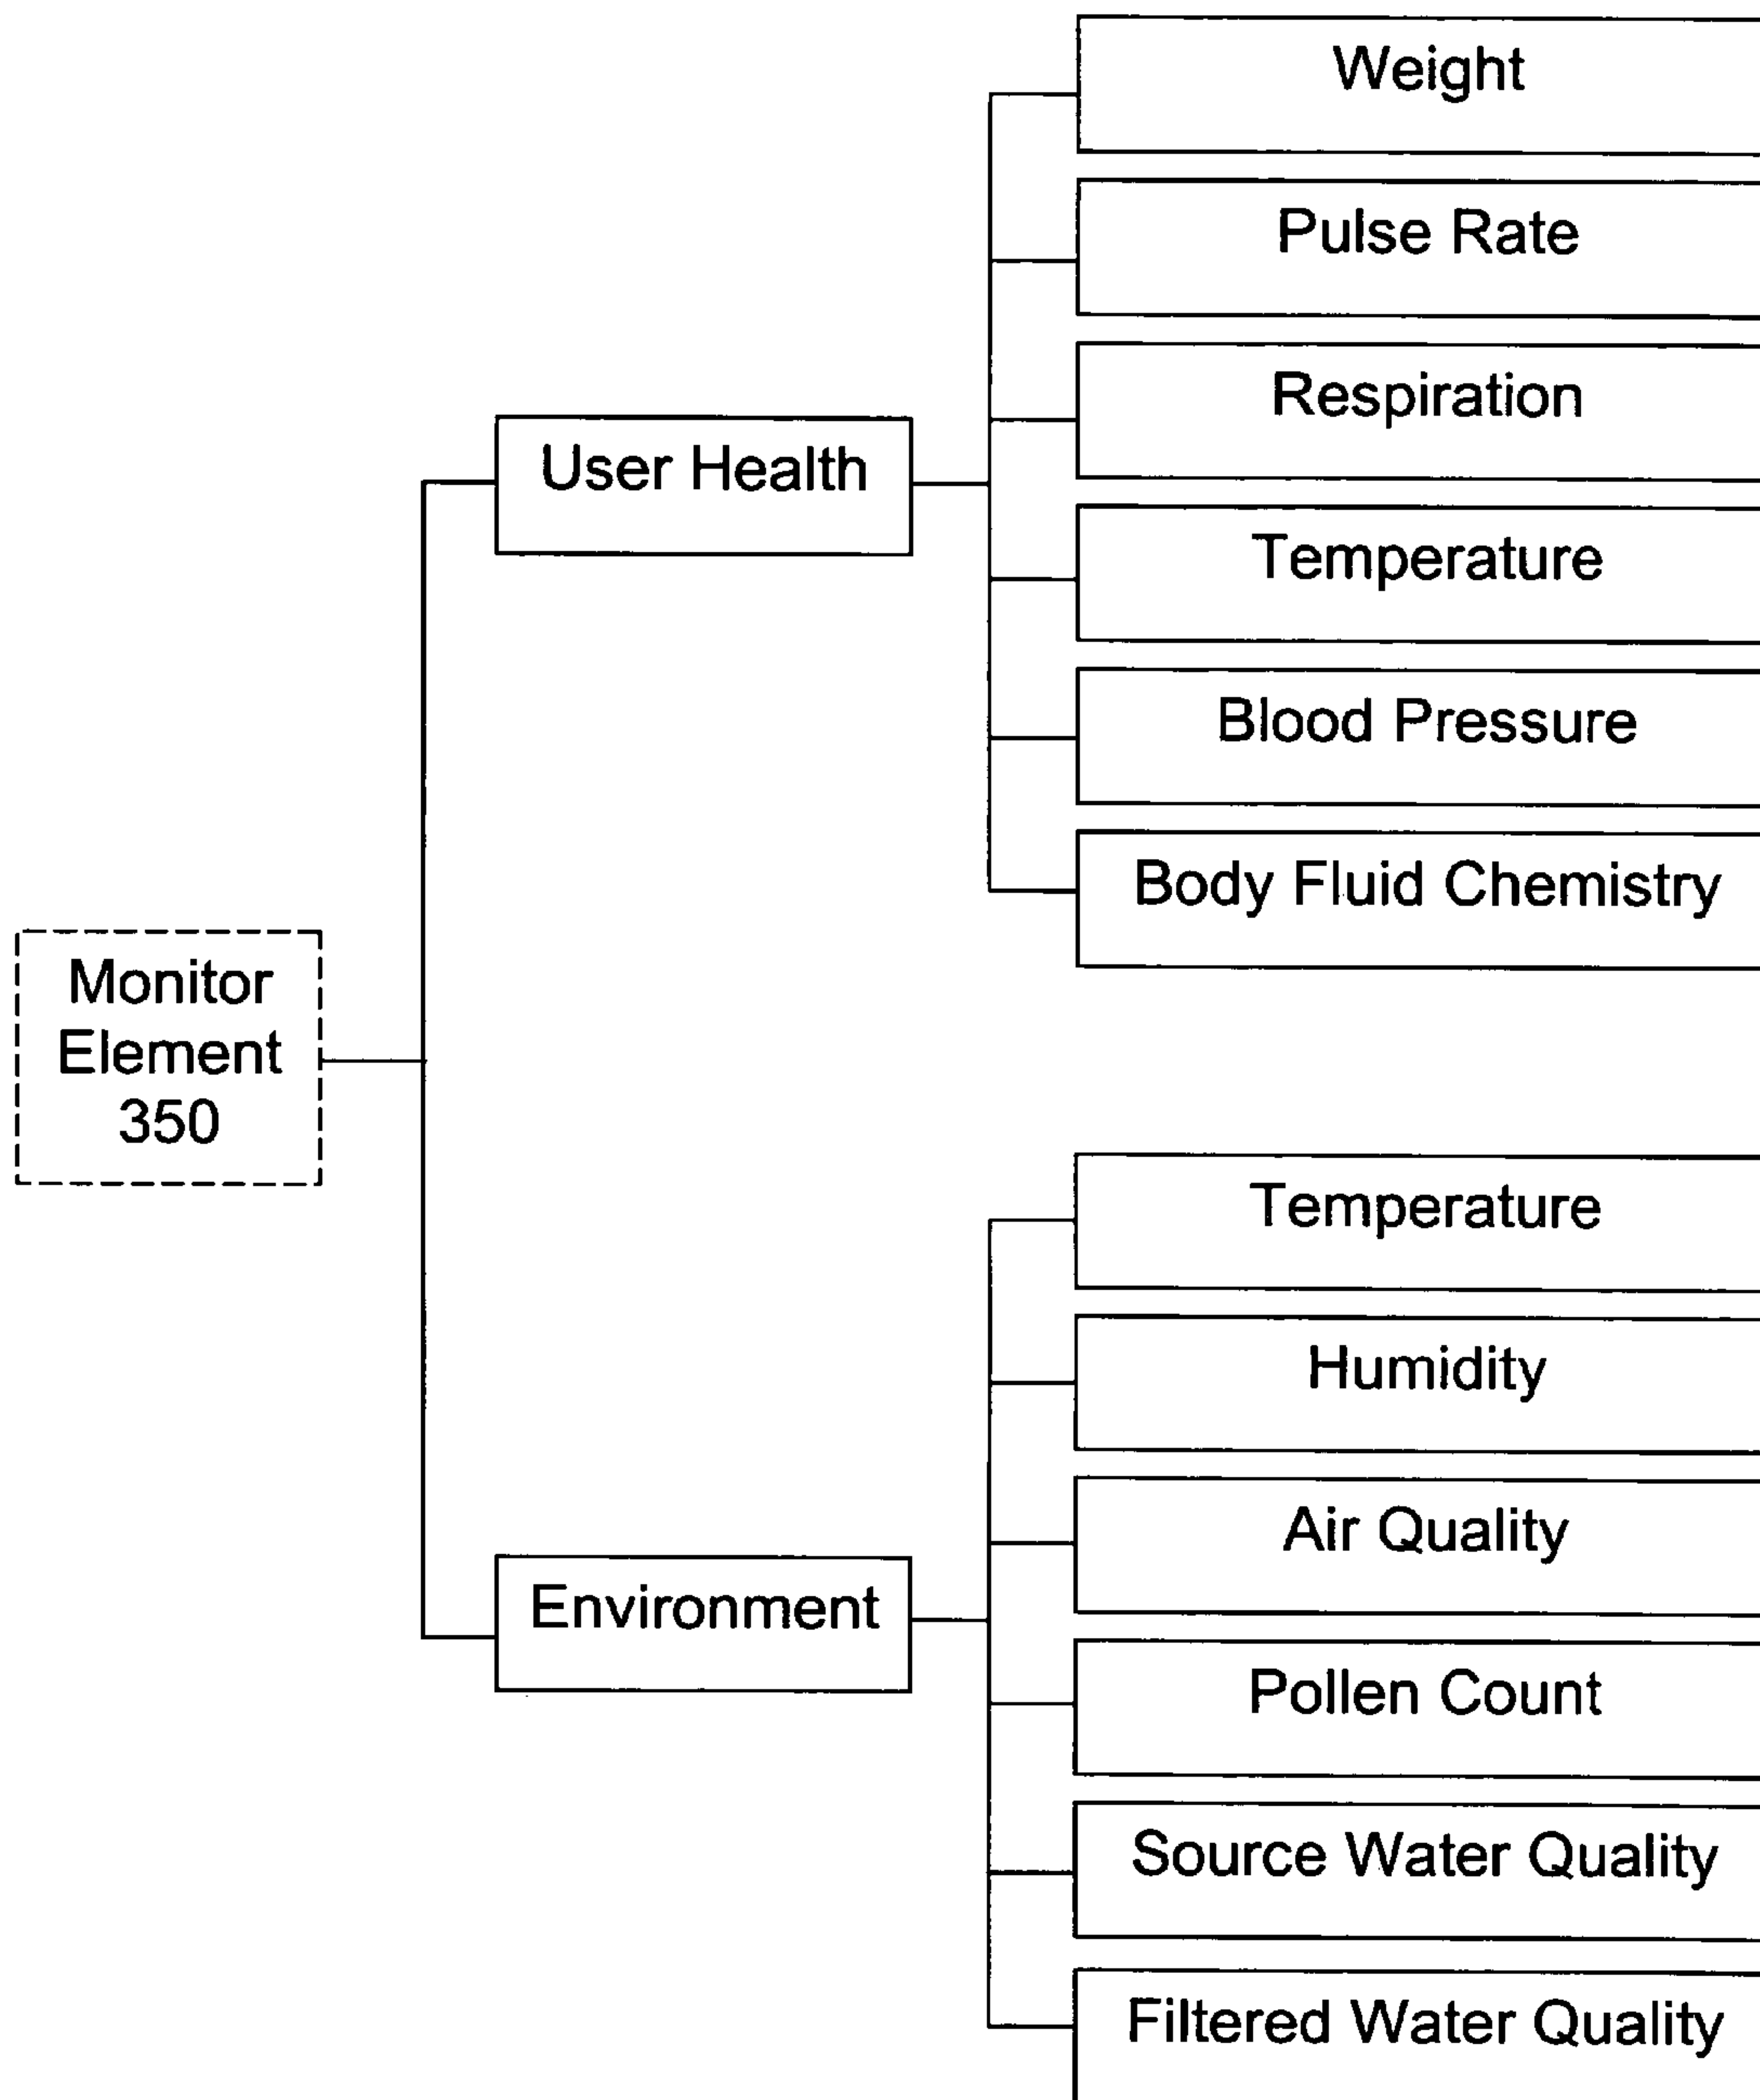 Weight
Pulse Rate
Respiration
User Health
Temperature
Blood Pressure
Body Fluid Chemistry
Monitor
Element
350
Temperature
Humidity
Air Quality
Environment
Pollen Count
Source Water Quality
Filtered Water Quality